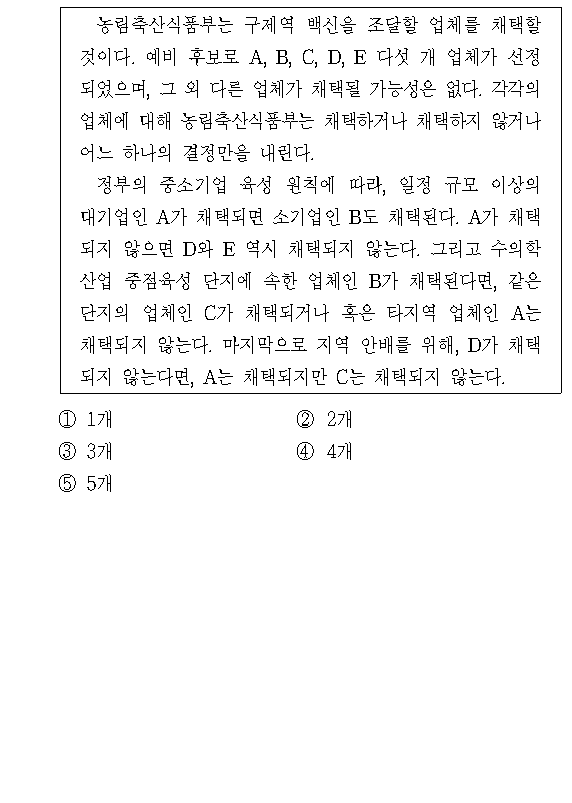 농림축산식품부는 구제역 백신을 조달할 업체를 채택할
것이다. 예비 후보로 A, B, C, D, E 다섯 개 업체가 선정
되었으며, 그 외 다른 업체가 채택될 가능성은 없다. 각각의
업체에 대해 농림축산식품부는 채택하거나 채택하지 않거나
어느 하나의 결정만을 내린다.
정부의 중소기업 육성 원칙에 따라, 일정 규모 이상의
대기업인 A가 채택되면 소기업인 B도 채택된다. A가 채택
되지 않으면 D와 E 역시 채택되지 않는다. 그리고 수의학
산업 중점육성 단지에 속한 업체인 B가 채택된다면, 같은
단지의 업체인 C가 채택되거나 혹은 타지역 업체인 A는
채택되지 않는다. 마지막으로 지역 안배를 위해, D가 채택
되지 않는다면, A는 채택되지만 C는 채택되지 않는다.
① 1개 ② 2개
③ 3개 ④ 4개
⑤ 5개